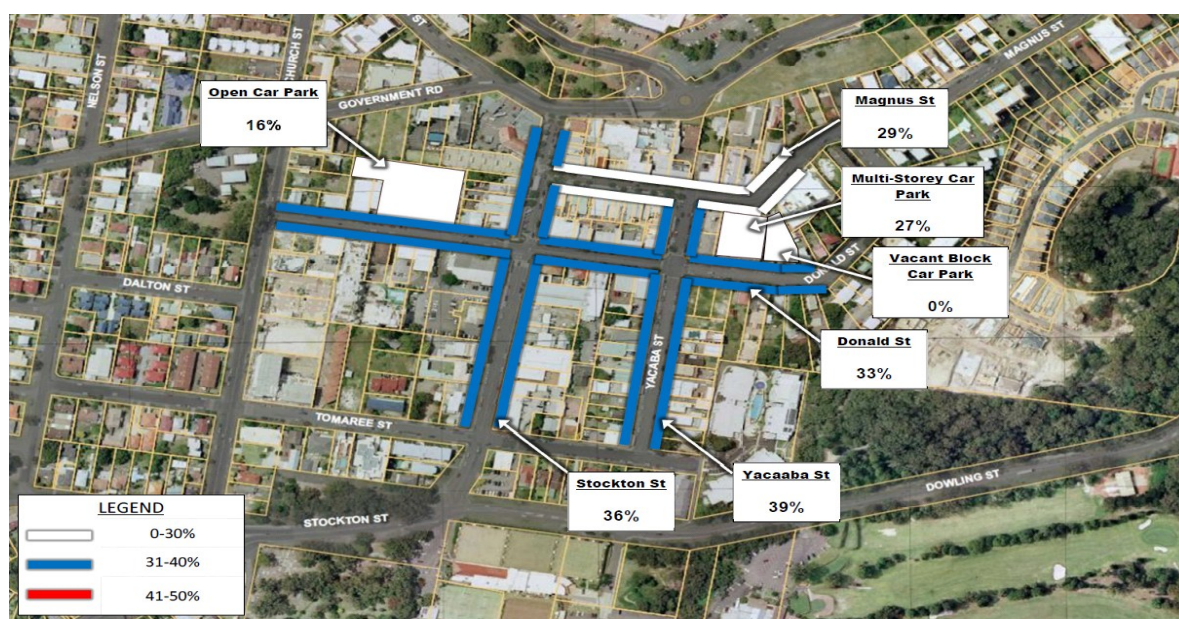 NELSON ST
CHURCH ST
ST
GOVERNMENT RD
MAGNUS ST
Open Car Park
16%
Magnus St
29%
Multi-Storey Car
Park
27%
Vacant Block
Car Park
0%
DONALD ST
DALTON ST
Donald St
33%
YACABA ST
TOMAREE ST
Stockton St
36%
Yacaaba St
39%
DOWLING ST
STOCKTON ST
LEGEND
0-30%
31-40%
41-50%